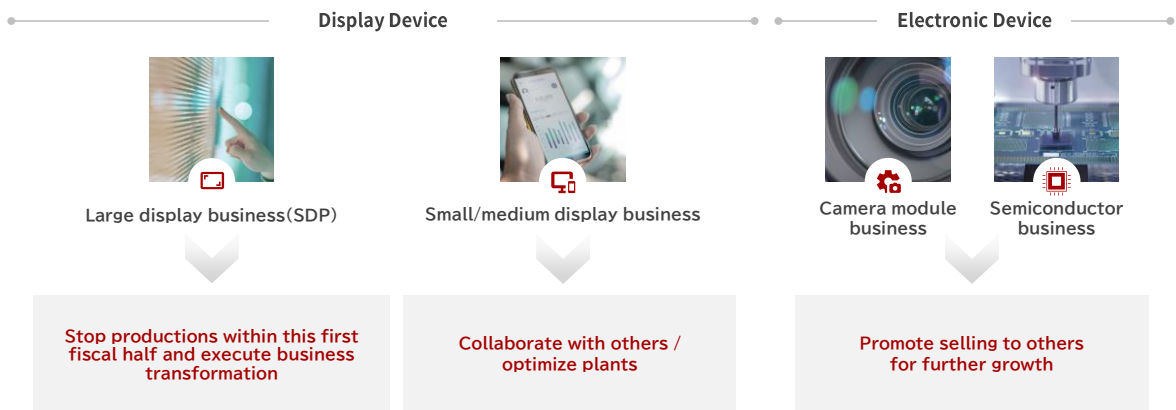 Display Device
Electronic Device
Large display business(SDP)
Small/medium display business
Camera module
business
Semiconductor
business
Stop productions within this first
fiscal half and execute business
transformation
Collaborate with others /
optimize plants
Promote selling to others
for further growth